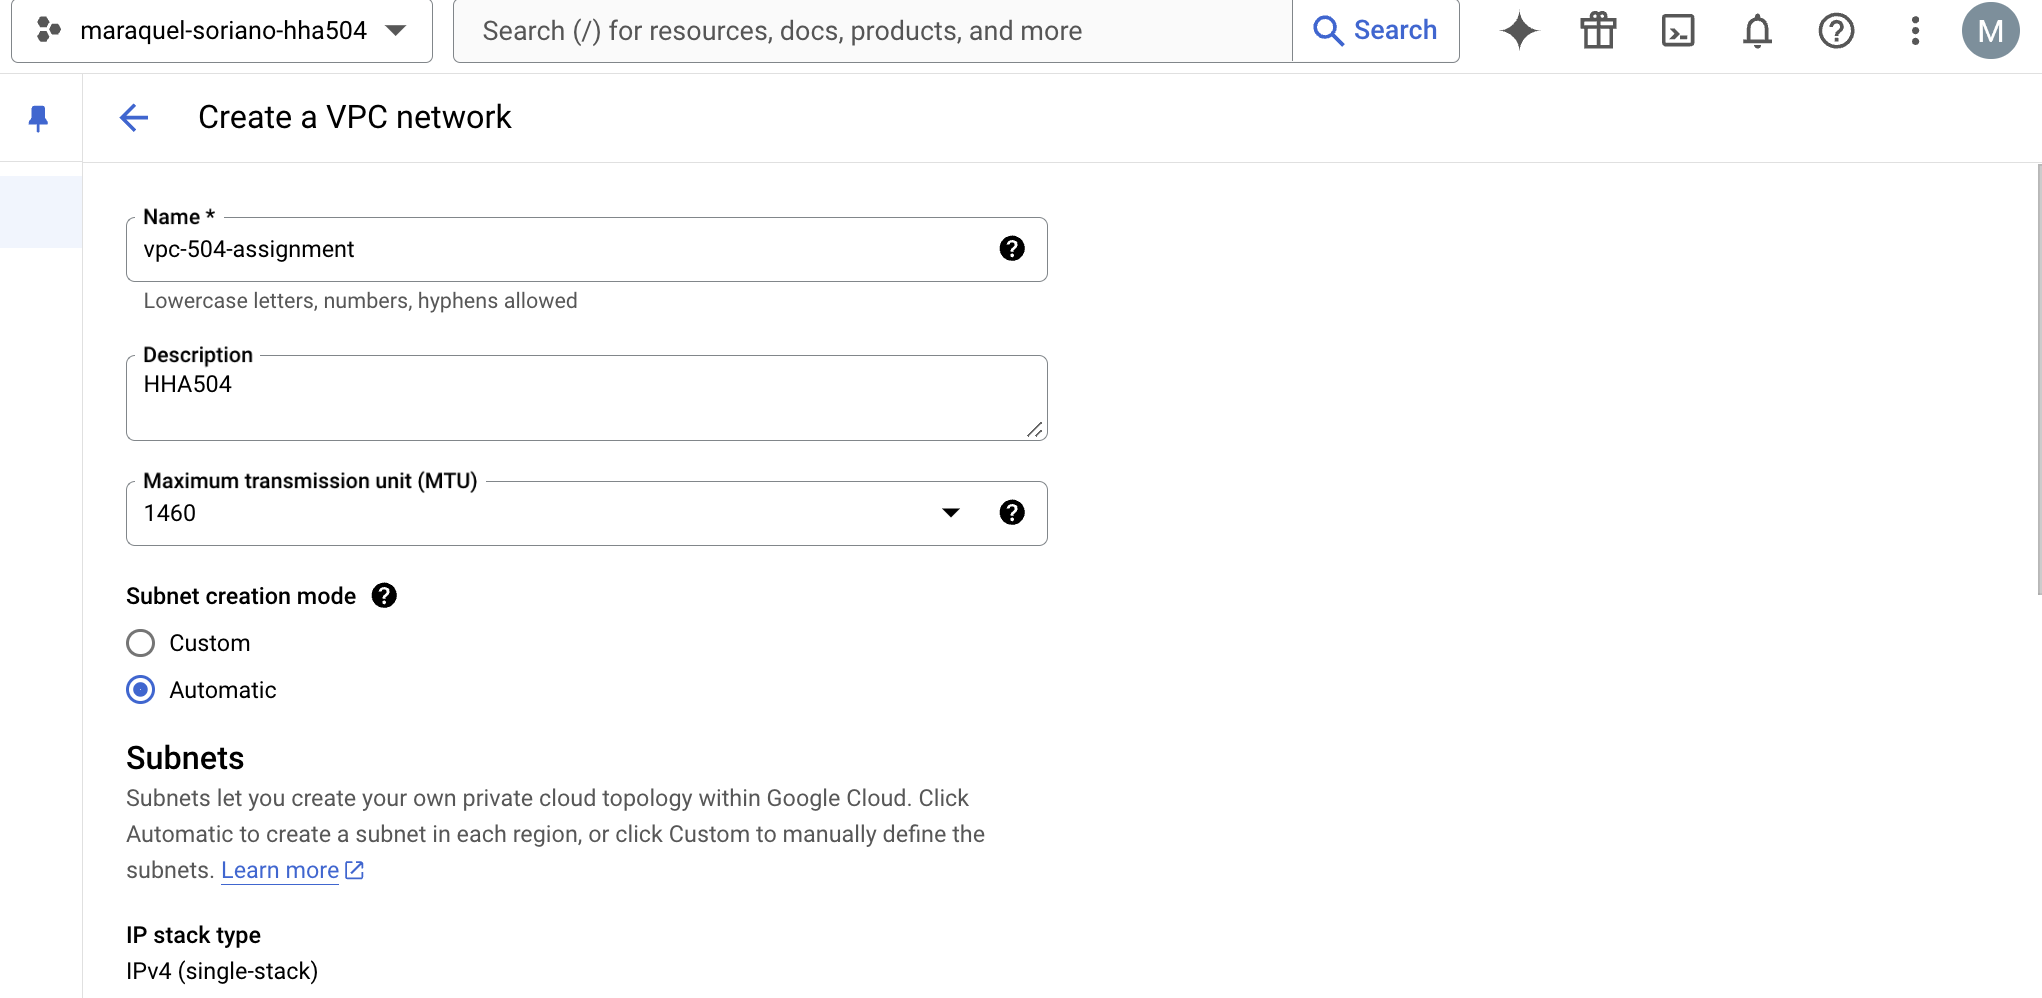 maraquel-soriano-hha504
Search (/) for resources, docs, products, and more
Search
M
Create a VPC network
Name *
vpc-504-assignment
Lowercase letters, numbers, hyphens allowed
Description
HHA504
Maximum transmission unit (MTU)
1460
Subnet creation mode
Custom
Automatic
Subnets
Subnets let you create your own private cloud topology within Google Cloud. Click
Automatic to create a subnet in each region, or click Custom to manually define the
subnets. Learn more
IP stack type
IPv4 (single-stack)